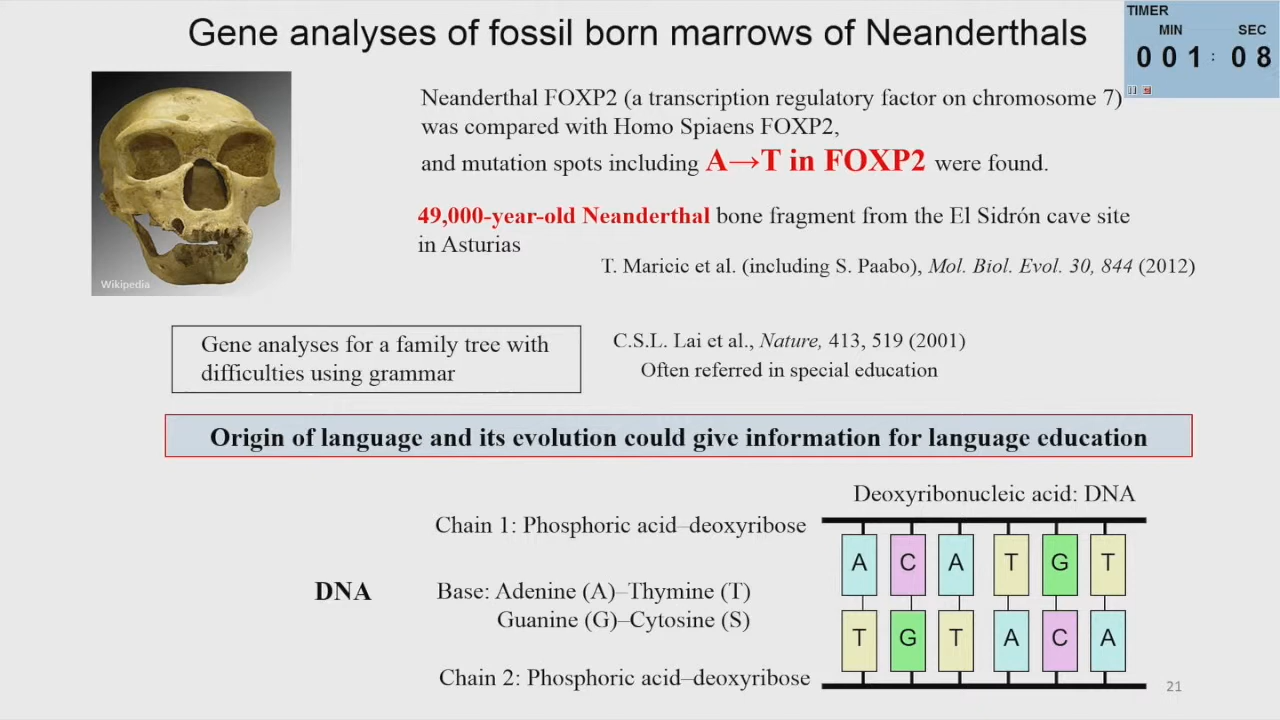 Gene analyses of fossil born marrows of Neanderthals
TIMER
MIN SEC
001:08
Neanderthal FOXP2 (a transcription regulatory factor on chromosome 7)
was compared with Homo Spiaens FOXP2,
and mutation spots including A→T in FOXP2 were found.
49,000-year-old Neanderthal bone fragment from the El Sidrón cave site
in Asturias
T. Maricic et al. (including S. Paabo), Mol. Biol. Evol. 30, 844 (2012)
Wikipedia
Gene analyses for a family tree with
difficulties using grammar
C.S.L. Lai et al., Nature, 413, 519 (2001)
Often referred in special education
Origin of language and its evolution could give information for language education
Deoxyribonucleic acid: DNA
Chain 1: Phosphoric acid–deoxyribose
A C A T G T
DNA
Base: Adenine (A)–Thymine (T)
Guanine (G)–Cytosine (S)
T G T A C A
Chain 2: Phosphoric acid–deoxyribose
21